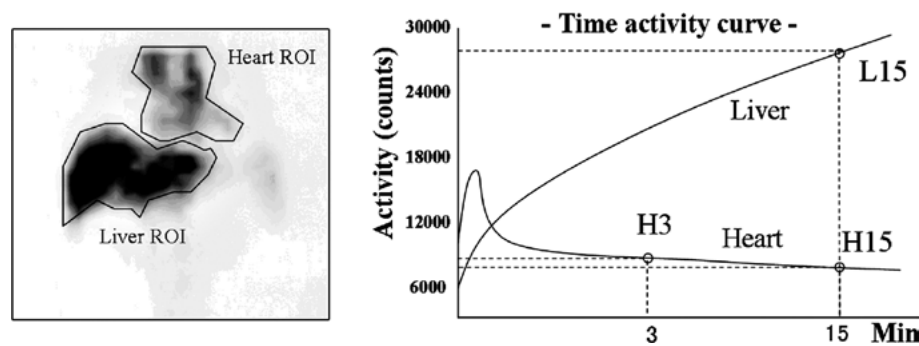 Heart ROI
Liver ROI
- Time activity curve -
Activity (counts)
30000
24000
18000
12000
6000
L15
Liver
H3
Heart
H15
3
15
Min